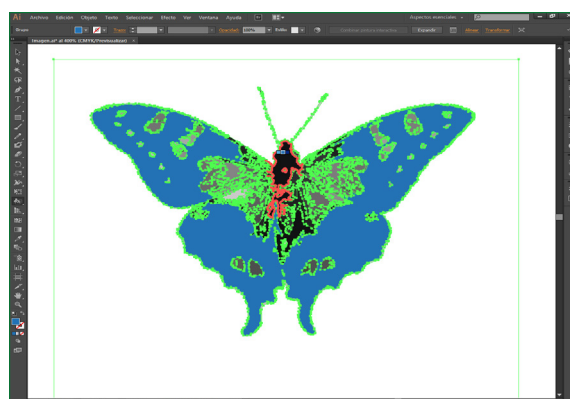 Ai Archivo Edición Objeto Texto Seleccionar Efecto Ver Ventana Ayuda Aspectos esenciales
Trazo: Opacidad: 100% Estilo: Expandir Alinear Transformar
Imagen.ai* al 400% (CMYK/Previsualizar) ×